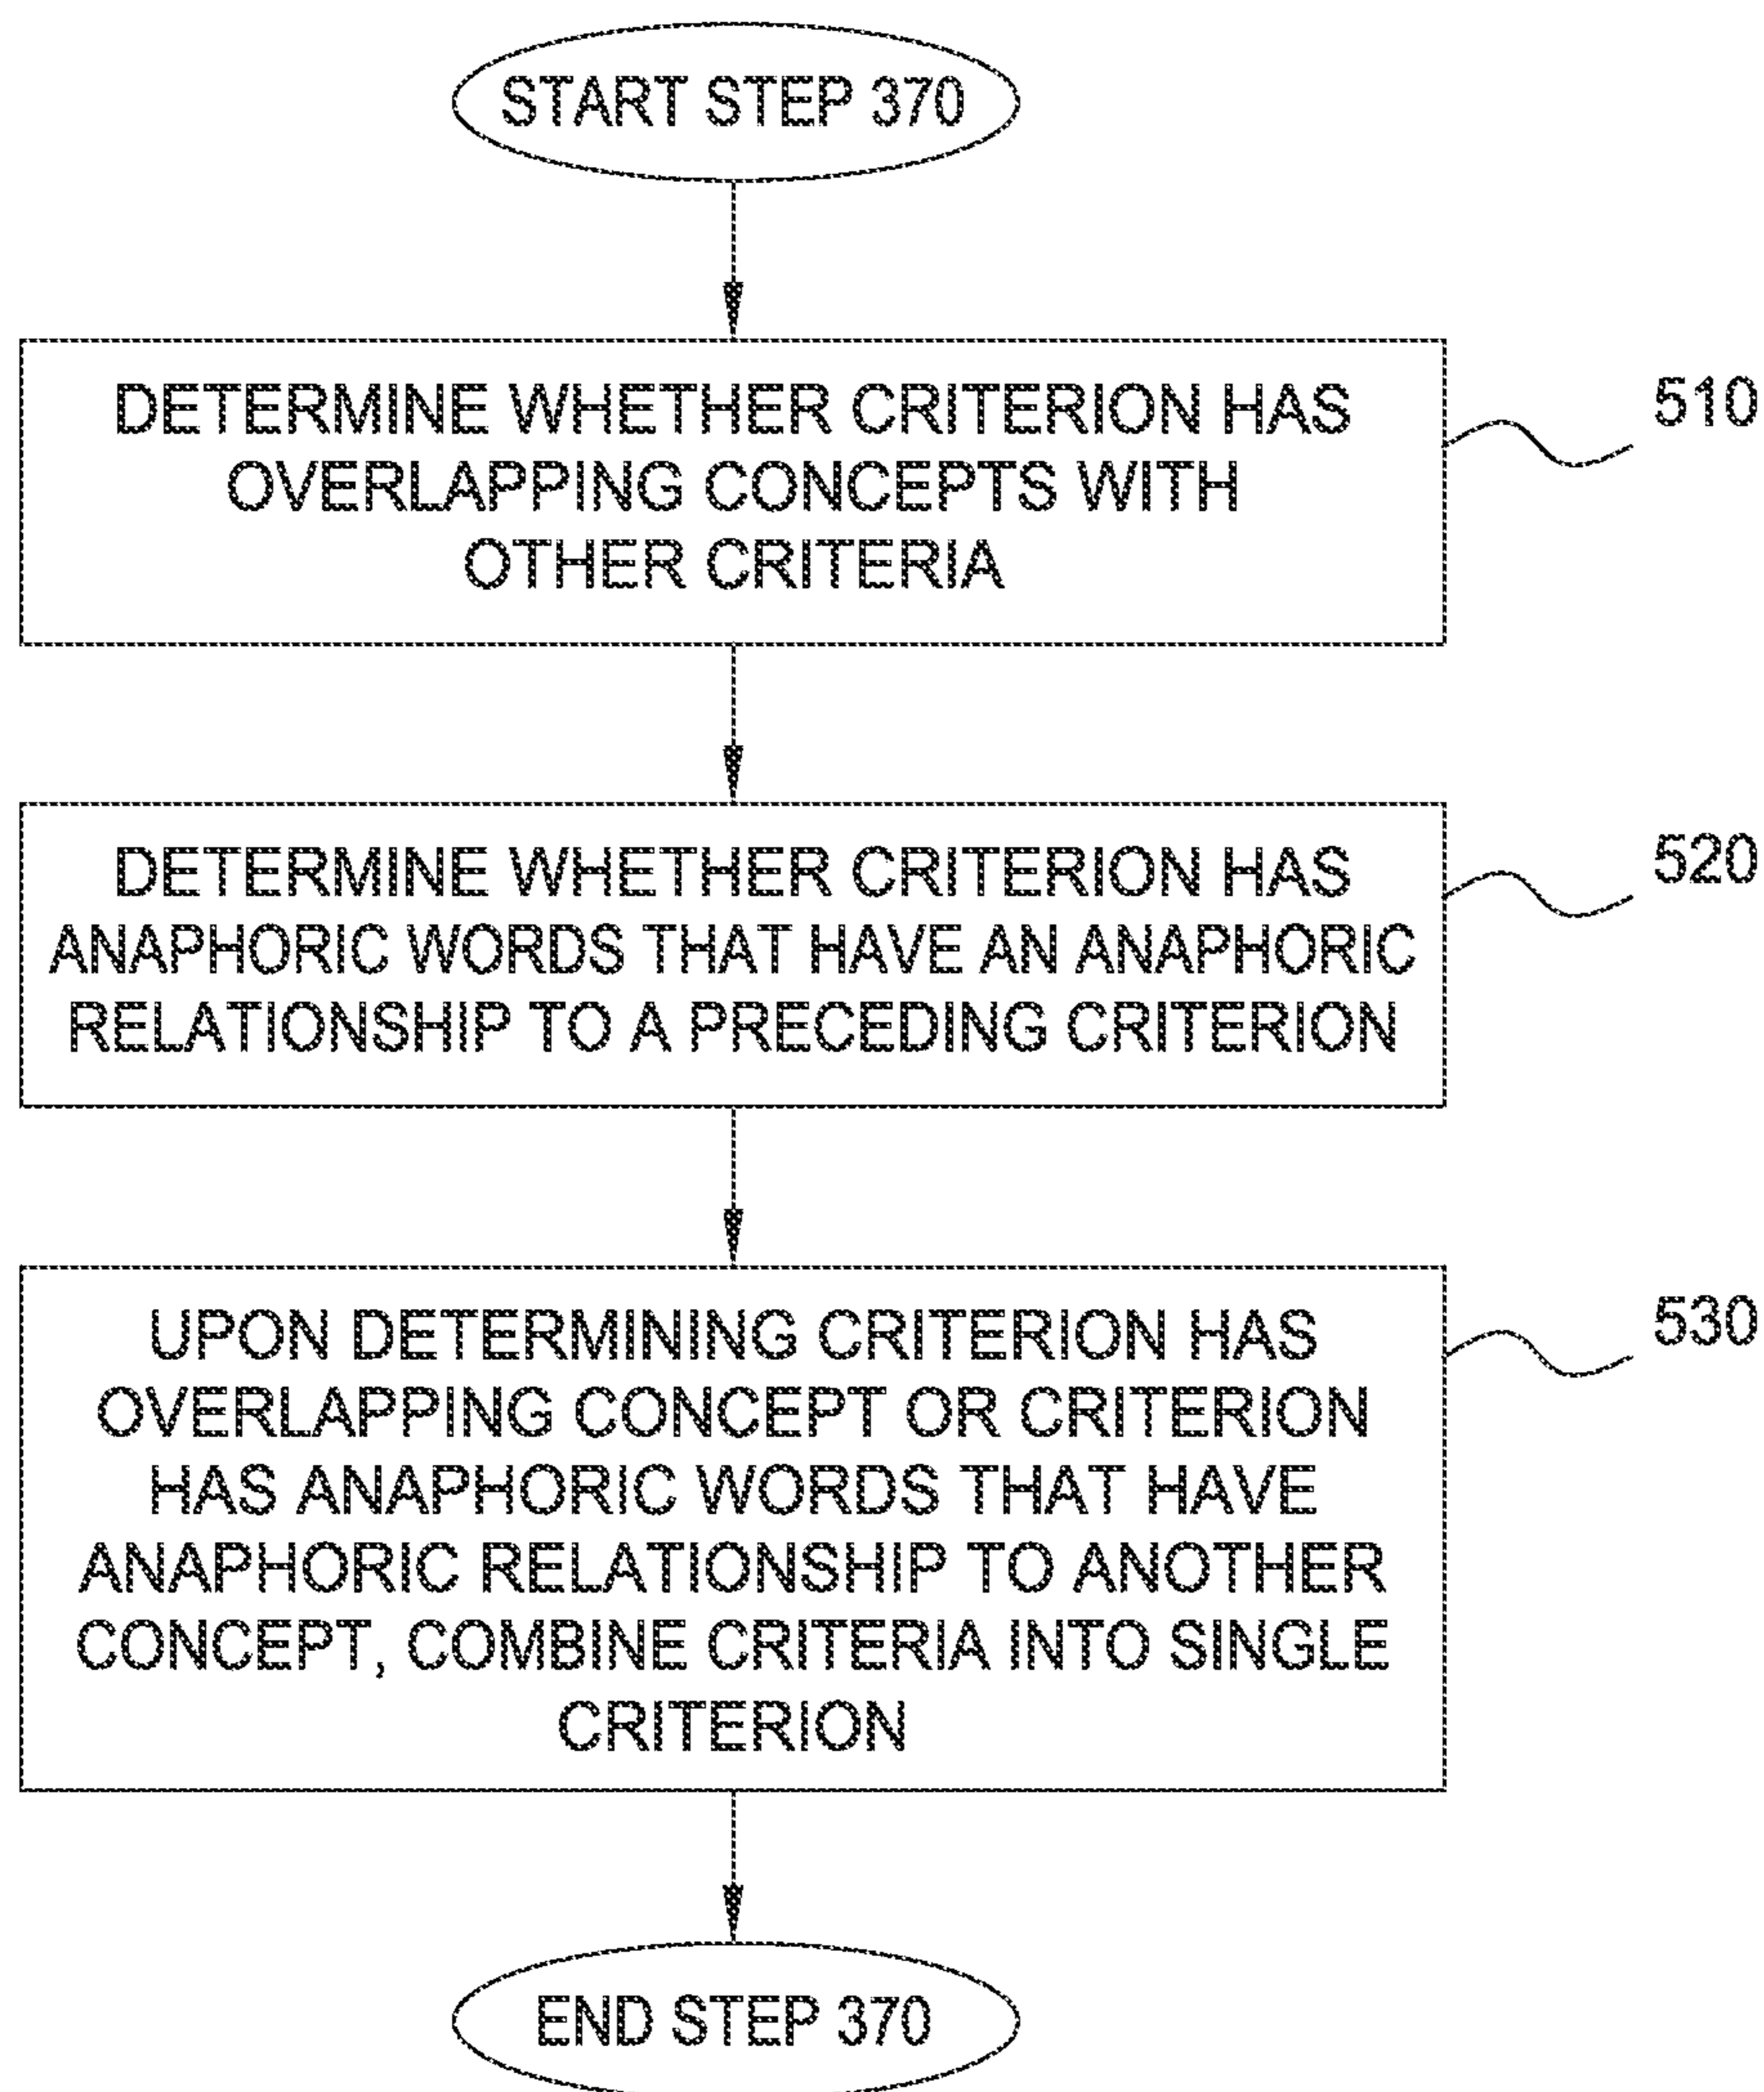 START STEP 370
DETERMINE WHETHER CRITERION HAS
OVERLAPPING CONCEPTS WITH
OTHER CRITERIA
510
DETERMINE WHETHER CRITERION HAS
ANAPHORIC WORDS THAT HAVE AN ANAPHORIC
RELATIONSHIP TO A PRECEDING CRITERION
520
UPON DETERMINING CRITERION HAS
OVERLAPPING CONCEPT OR CRITERION
HAS ANAPHORIC WORDS THAT HAVE
ANAPHORIC RELATIONSHIP TO ANOTHER
CONCEPT, COMBINE CRITERIA INTO SINGLE
CRITERION
530
END STEP 370